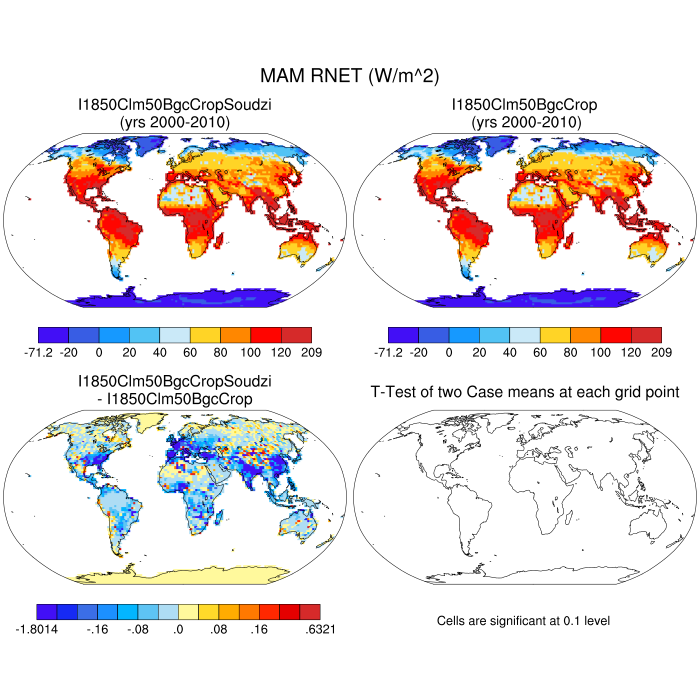 MAM RNET (W/m^2)
I1850Clm50BgcCropSoudzi
(yrs 2000-2010)
I1850Clm50BgcCrop
(yrs 2000-2010)
-71.2 -20 0 20 40 60 80 100 120 209
-71.2 -20 0 20 40 60 80 100 120 209
I1850Clm50BgcCropSoudzi
- I1850Clm50BgcCrop
T-Test of two Case means at each grid point
-1.8014 -.16 -.08 .0 .08 .16 .6321
Cells are significant at 0.1 level